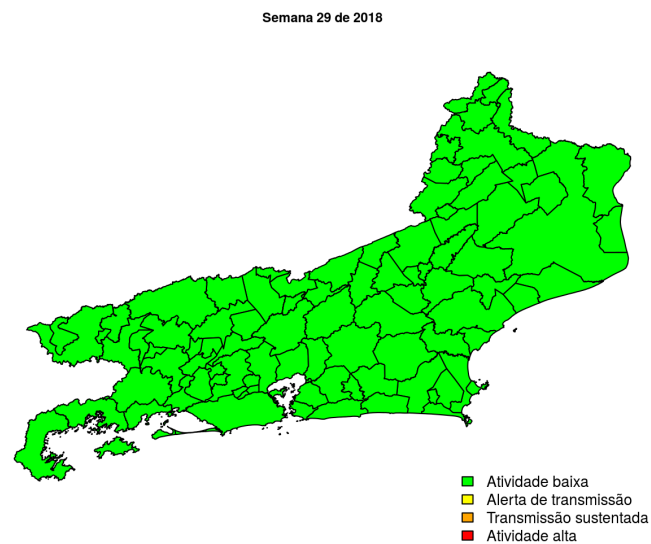 Semana 29 de 2018
Atividade baixa
Alerta de transmissão
Transmissão sustentada
Atividade alta